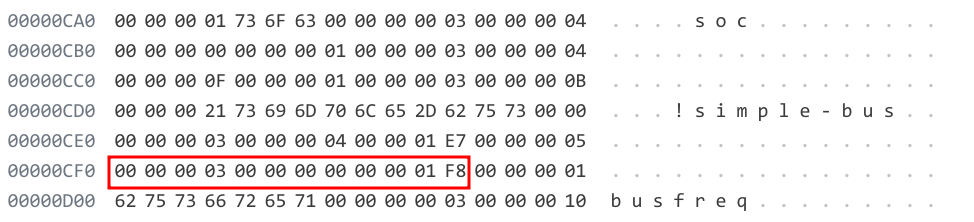 00000CA0 00 00 00 01 73 6F 63 00 00 00 00 03 00 00 00 04 . . . . s o c . . . . . . . . .
00000CB0 00 00 00 00 00 00 00 01 00 00 00 03 00 00 00 04 . . . . . . . . . . . . . . . .
00000CC0 00 00 00 0F 00 00 00 01 00 00 00 03 00 00 00 0B . . . . . . . . . . . . . . . .
00000CD0 00 00 00 21 73 69 6D 70 6C 65 2D 62 75 73 00 00 . . . ! s i m p l e - b u s . .
00000CE0 00 00 00 03 00 00 00 04 00 00 01 E7 00 00 00 05 . . . . . . . . . . . . . . . .
00000CF0 00 00 00 03 00 00 00 00 00 00 01 F8 00 00 00 01 . . . . . . . . . . . . . . . .
00000D00 62 75 73 66 72 65 71 00 00 00 00 03 00 00 00 10 b u s f r e q . . . . . . . . .